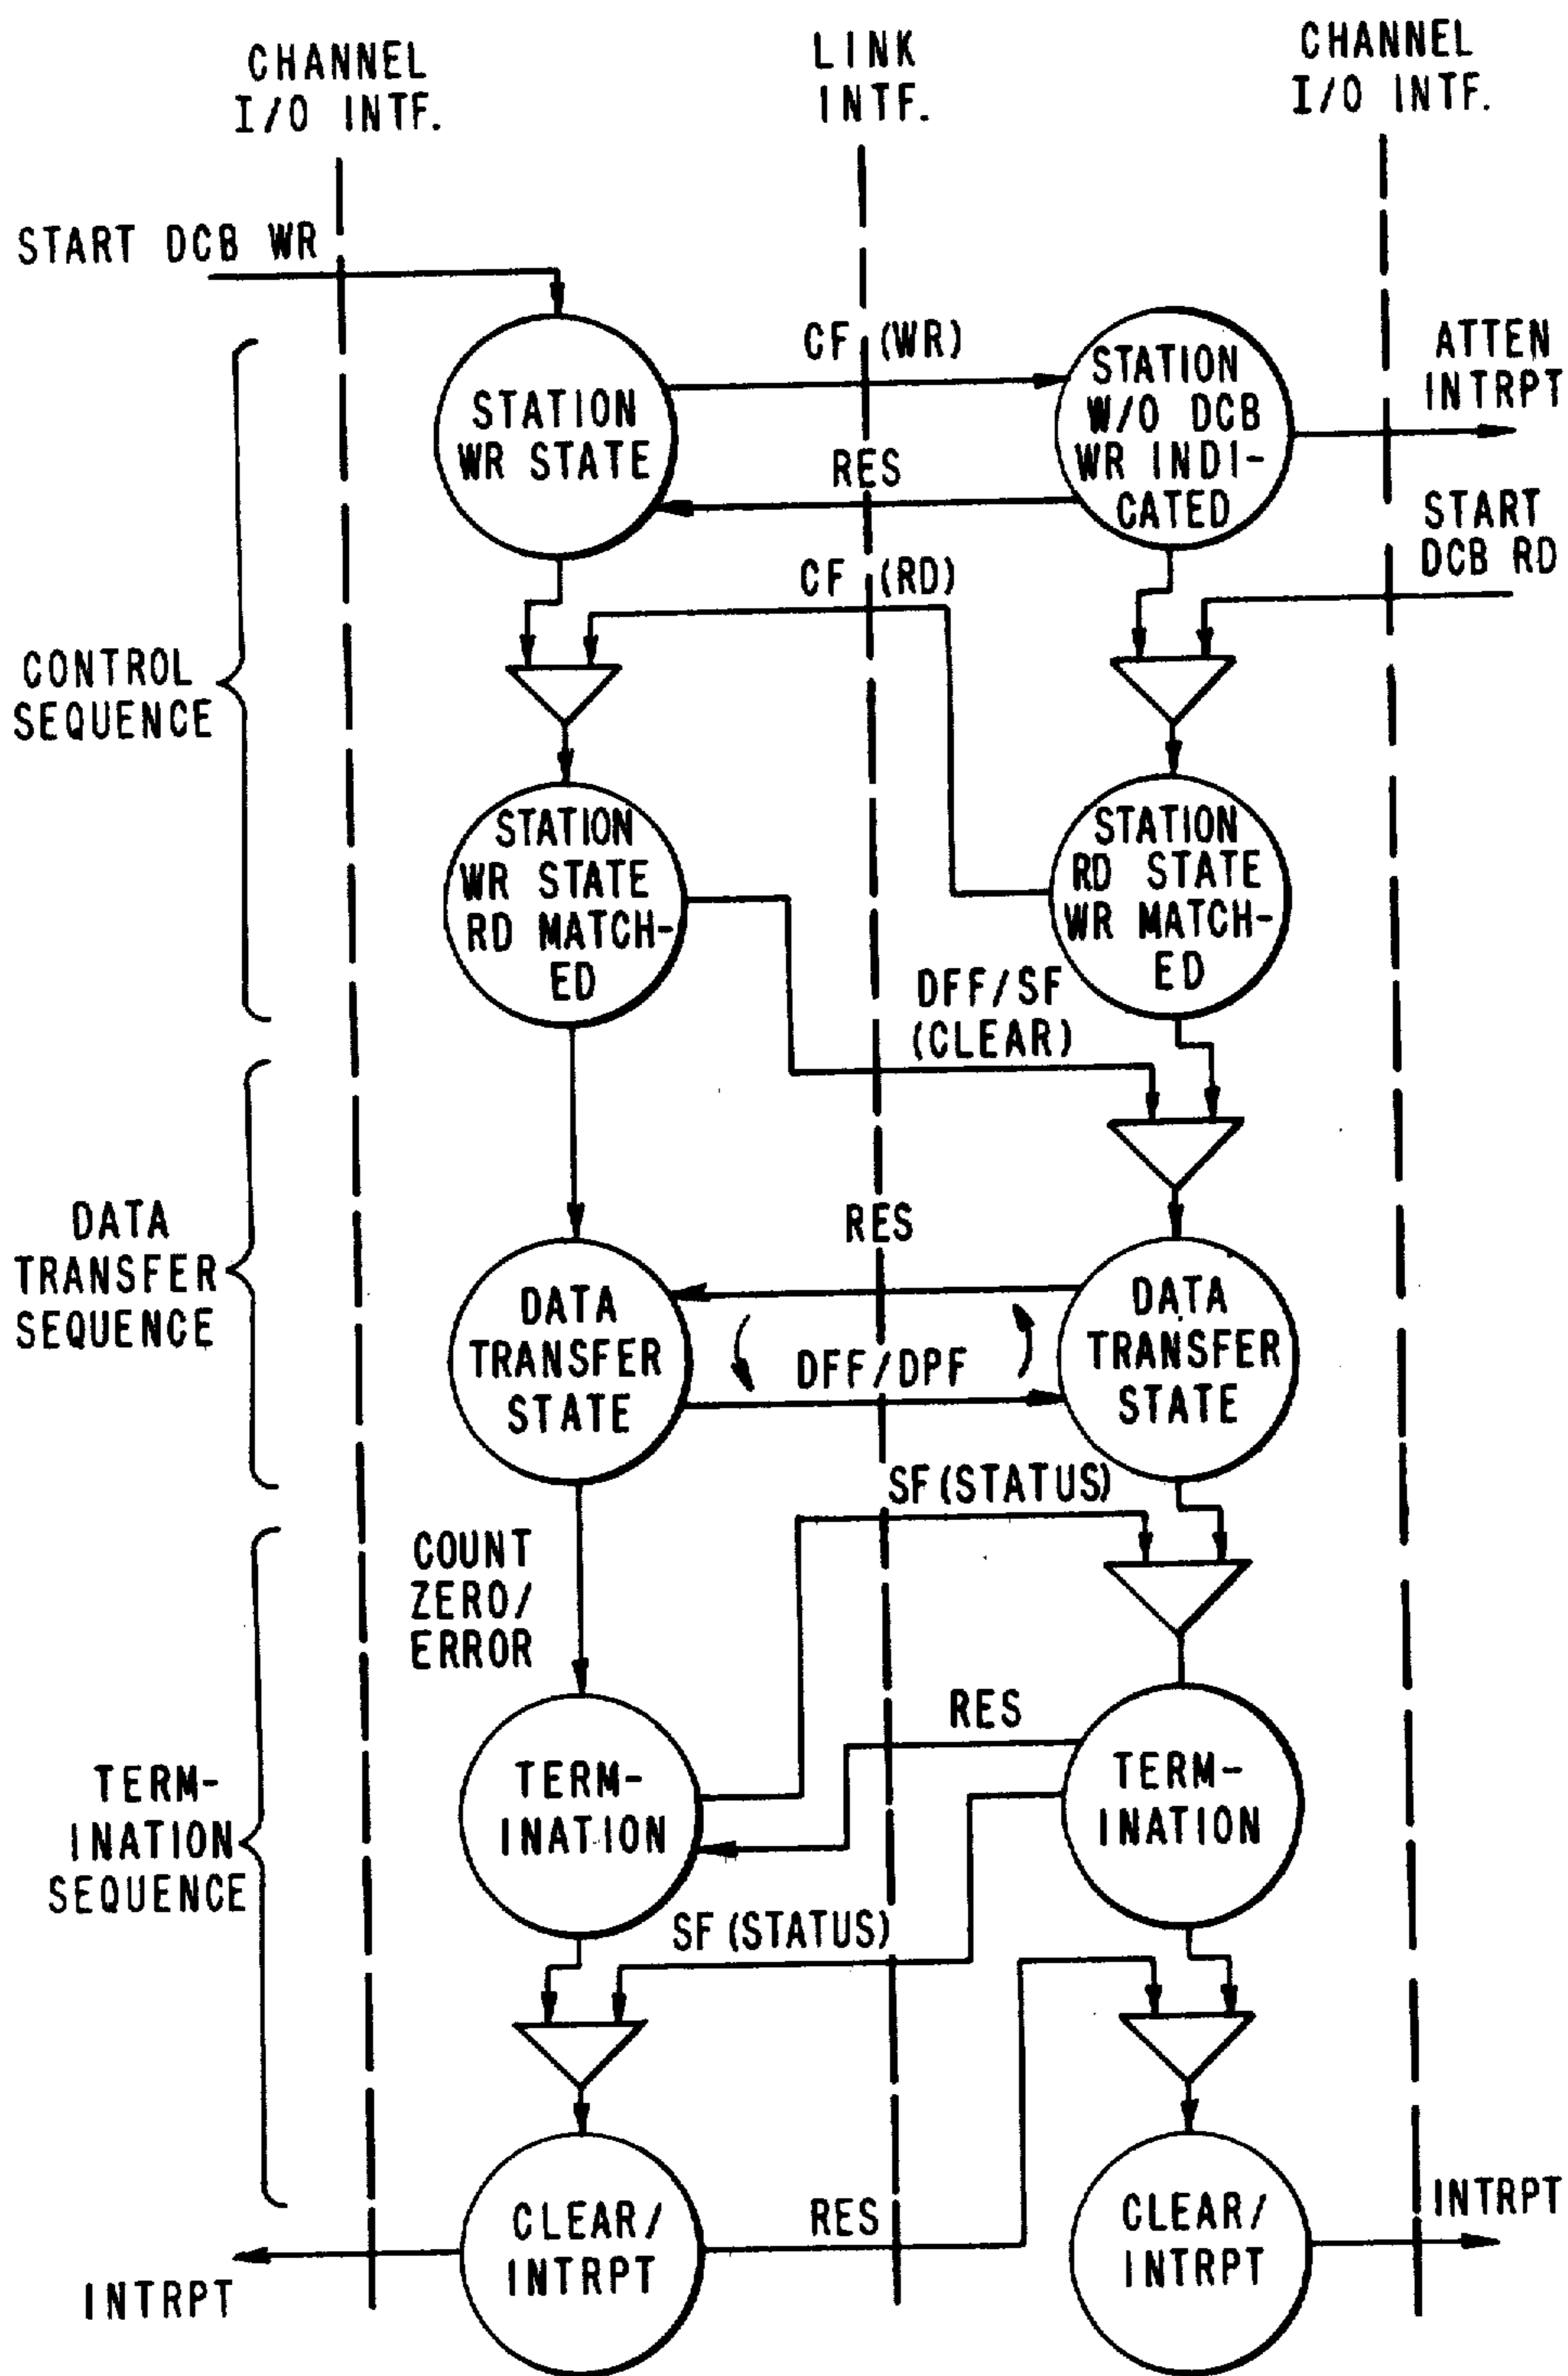 CHANNEL
I/O INTF.
LINK
INTF.
CHANNEL
I/O INTF.
START DCB WR
CF (WR)
ATTEN
INTRPT
STATION
WR STATE
STATION
W/O DCB
WR INDI-
CATED
RES
START
DCB RD
CF (RD)
CONTROL
SEQUENCE
STATION
WR STATE
RD MATCH-
ED
STATION
RD STATE
WR MATCH-
ED
DFF/SF
(CLEAR)
DATA
TRANSFER
SEQUENCE
RES
DATA
TRANSFER
STATE
DFF/DPF
DATA
TRANSFER
STATE
SF (STATUS)
COUNT
ZERO/
ERROR
RES
TERM-
INATION
SEQUENCE
TERM-
INATION
TERM-
INATION
SF (STATUS)
CLEAR/
INTRPT
RES
CLEAR/
INTRPT
INTRPT
INTRPT